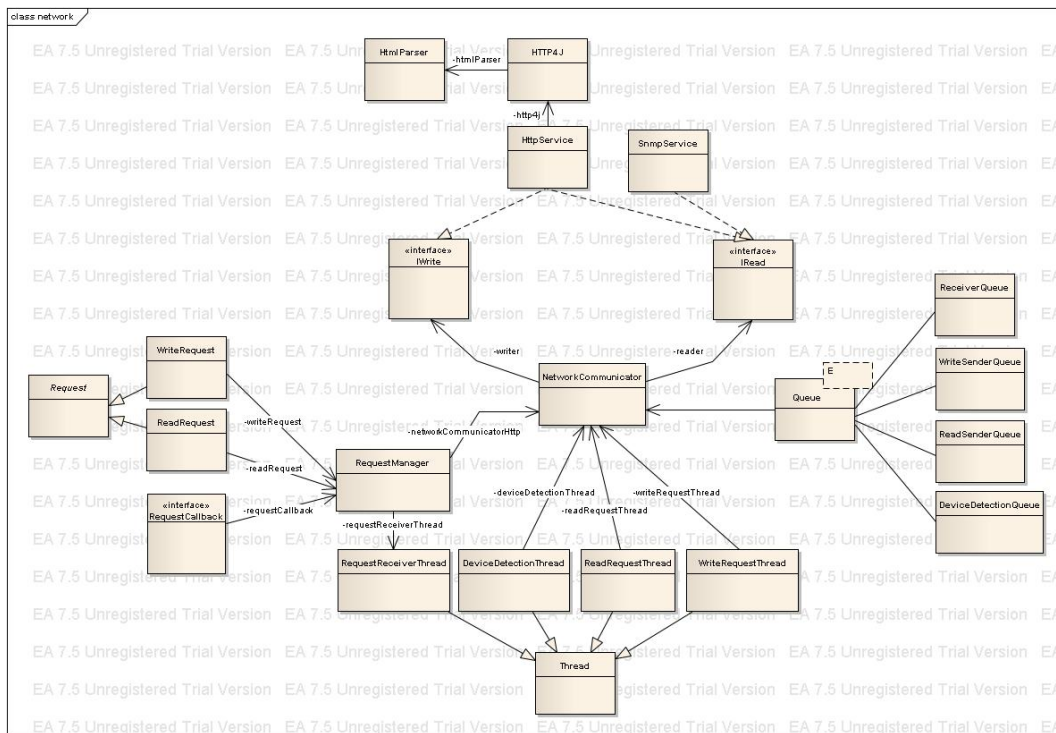 class network
EA 7.5 Unregistered Trial Version
HtmlParser
-htmlParser
HTTP4J
-http4j
HttpService
SnmpService
«interface»
IWrite
«interface»
IRead
-writer
-reader
ReceiverQueue
WriteSenderQueue
ReadSenderQueue
DeviceDetectionQueue
E
Queue
NetworkCommunicator
WriteRequest
Request
ReadRequest
«interface»
RequestCallback
-writeRequest
-readRequest
-requestCallback
-networkCommunicatorHttp
RequestManager
-requestReceiverThread
-deviceDetectionThread
-readRequestThread
-writeRequestThread
RequestReceiverThread
DeviceDetectionThread
ReadRequestThread
WriteRequestThread
Thread